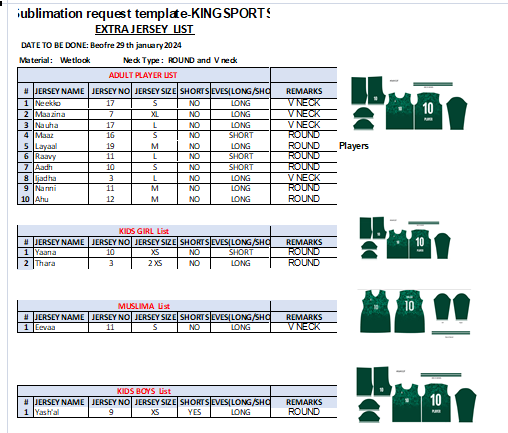 Sublimation request template-KING SPORTS
EXTRA JERSEY LIST
DATE TO BE DONE: Beofre 29 th january 2024
Material: Wetlook Neck Type: ROUND and V neck
ADULT PLAYER LIST
# JERSEY NAME JERSEY NO JERSEY SIZE SHORTS EVES(LONG/SHO REMARKS
1 Neekko 17 S NO LONG V NECK
2 Maazina 7 XL NO LONG V NECK
3 Nauha 17 L NO LONG V NECK
4 Maaz 16 S NO SHORT ROUND
5 Layaal 19 M NO LONG ROUND
Players
6 Raavy 11 L NO SHORT ROUND
7 Aadh 10 S NO SHORT ROUND
8 Ijadha 3 L NO LONG V NECK
9 Nanni 11 M NO LONG ROUND
10 Ahu 12 M NO LONG ROUND
KIDS GIRL List
# JERSEY NAME JERSEY NO JERSEY SIZE SHORTS EVES(LONG/SHO REMARKS
1 Yaana 10 XS NO SHORT ROUND
2 Thara 3 2XS NO LONG ROUND
MUSLIMA List
# JERSEY NAME JERSEY NO JERSEY SIZE SHORTS EVES(LONG/SHO REMARKS
1 Eevaa 11 S NO LONG V NECK
KIDS BOYS List
# JERSEY NAME JERSEY NO JERSEY SIZE SHORTS EVES(LONG/SHO REMARKS
1 Yash'al 9 XS YES LONG ROUND
10
PLAYER
10
10
10
PLAYER